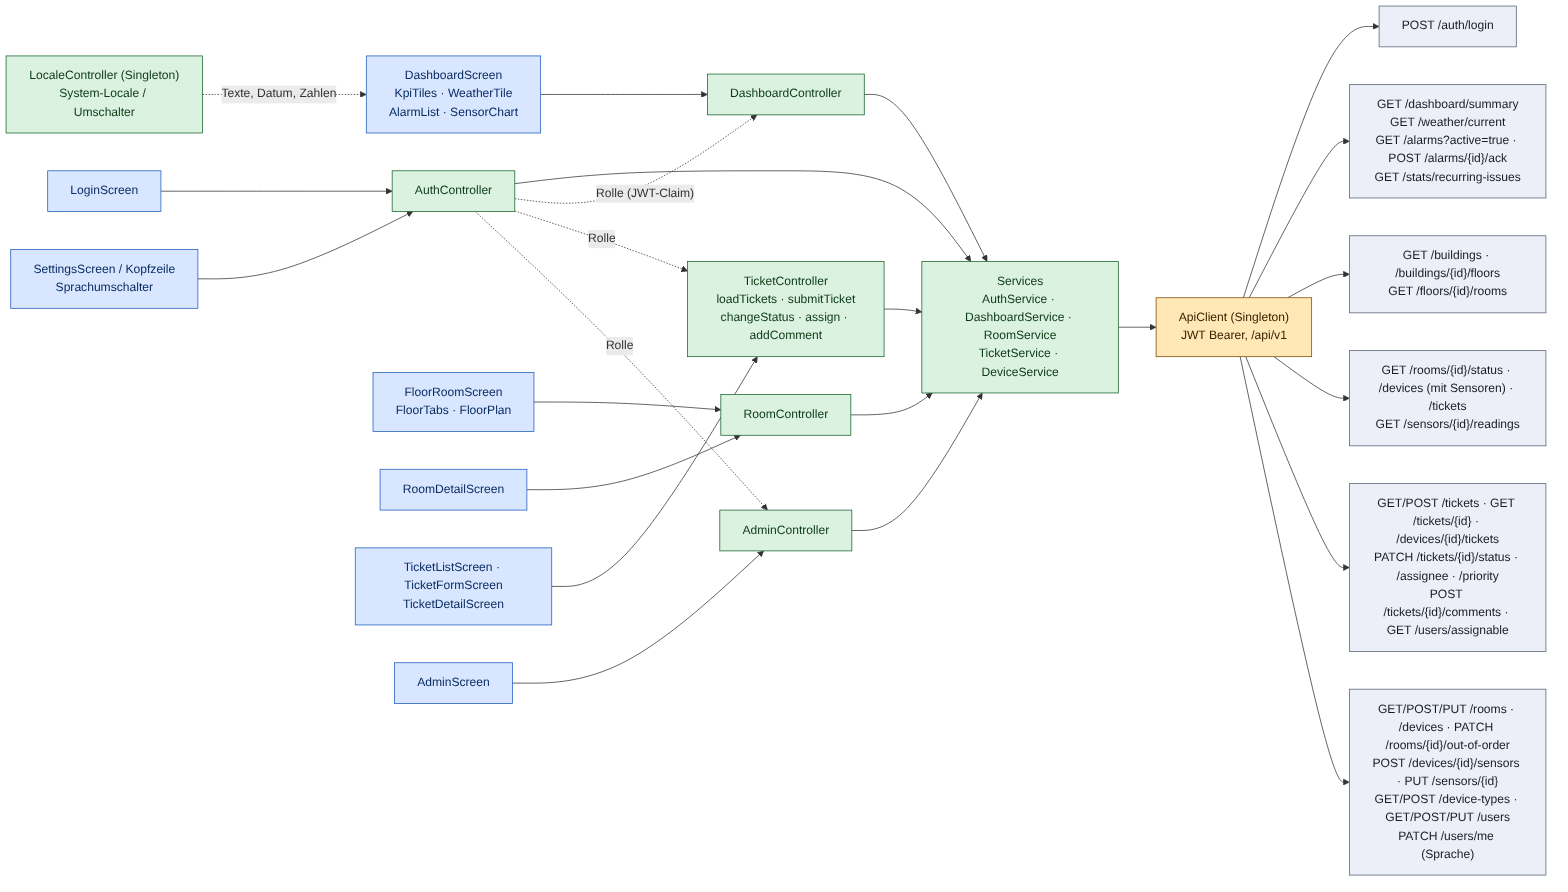 LocaleController (Singleton)
System-Locale /
Umschalter
Texte, Datum, Zahlen
DashboardScreen
KpiTiles · WeatherTile
AlarmList · SensorChart
DashboardController
LoginScreen
AuthController
Rolle (JWT-Claim)
SettingsScreen / Kopfzeile
Sprachumschalter
Rolle
TicketController
loadTickets · submitTicket
changeStatus · assign ·
addComment
Rolle
FloorRoomScreen
FloorTabs · FloorPlan
RoomController
RoomDetailScreen
AdminController
TicketListScreen ·
TicketFormScreen
TicketDetailScreen
AdminScreen
Services
AuthService ·
DashboardService ·
RoomService
TicketService ·
DeviceService
ApiClient (Singleton)
JWT Bearer, /api/v1
POST /auth/login
GET /dashboard/summary
GET /weather/current
GET /alarms?active=true ·
POST /alarms/{id}/ack
GET /stats/recurring-issues
GET /buildings ·
/buildings/{id}/floors
GET /floors/{id}/rooms
GET /rooms/{id}/status ·
/devices (mit Sensoren) ·
/tickets
GET /sensors/{id}/readings
GET/POST /tickets · GET
/tickets/{id} ·
/devices/{id}/tickets
PATCH /tickets/{id}/status ·
/assignee · /priority
POST
/tickets/{id}/comments ·
GET /users/assignable
GET/POST/PUT /rooms ·
/devices · PATCH
/rooms/{id}/out-of-order
POST /devices/{id}/sensors
· PUT /sensors/{id}
GET/POST /device-types ·
GET/POST/PUT /users
PATCH /users/me
(Sprache)